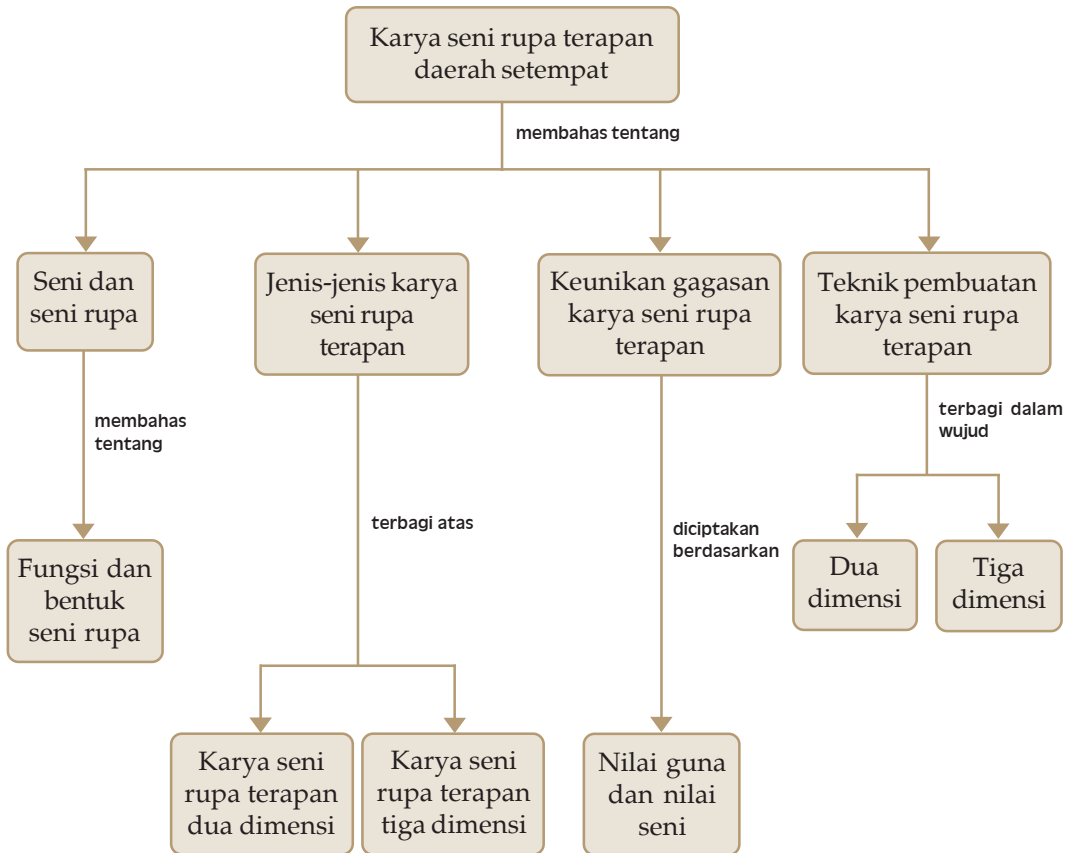 Karya seni rupa terapan
daerah setempat
membahas tentang
Seni dan
seni rupa
Jenis-jenis karya
seni rupa
terapan
Keunikan gagasan
karya seni rupa
terapan
Teknik pembuatan
karya seni rupa
terapan
membahas
tentang
terbagi atas
diciptakan
berdasarkan
terbagi dalam
wujud
Fungsi dan
bentuk
seni rupa
Dua
dimensi
Tiga
dimensi
Karya seni
rupa terapan
dua dimensi
Karya seni
rupa terapan
tiga dimensi
Nilai guna
dan nilai
seni